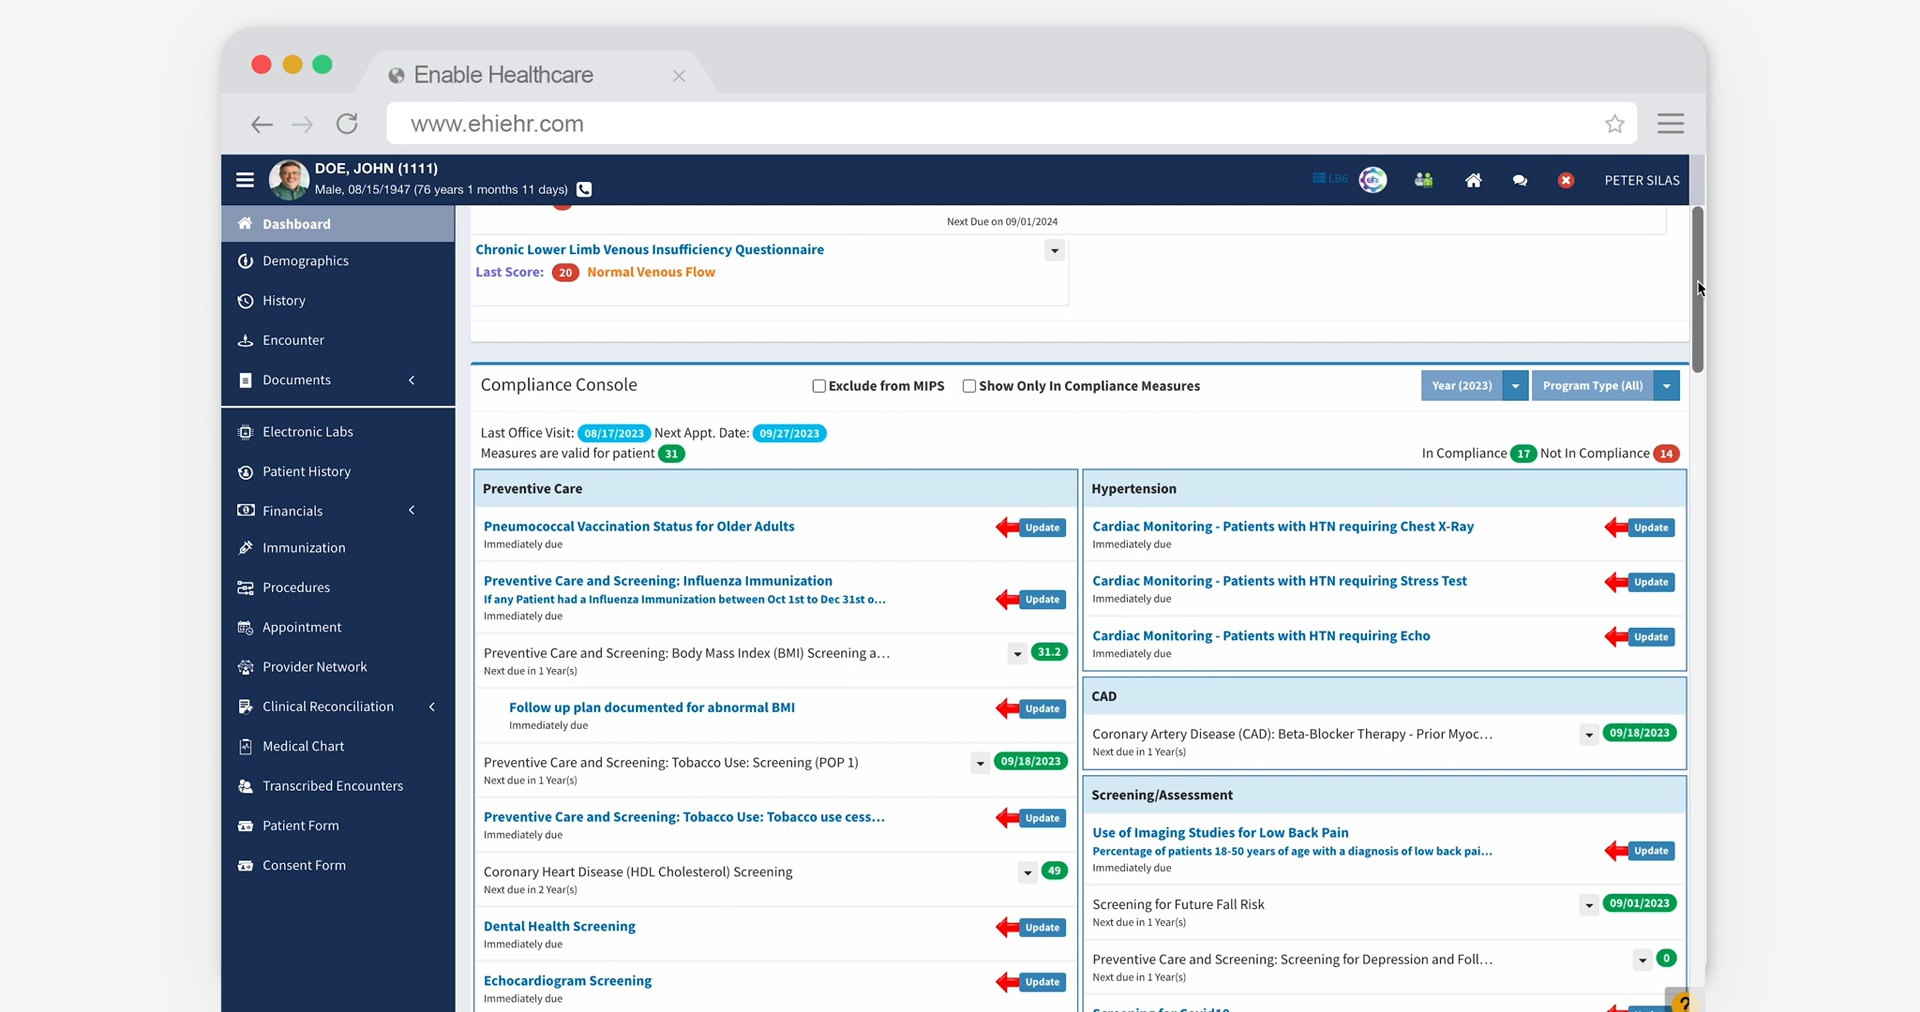 Enable Healthcare
www.ehiehr.com
DOE, JOHN (1111)
Male, 08/15/1947 (76 years 1 months 11 days)
LB6
PETER SILAS
Dashboard
Demographics
History
Encounter
Documents
Electronic Labs
Patient History
Financials
Immunization
Procedures
Appointment
Provider Network
Clinical Reconciliation
Medical Chart
Transcribed Encounters
Patient Form
Consent Form
Next Due on 09/01/2024
Chronic Lower Limb Venous Insufficiency Questionnaire
Last Score: 20 Normal Venous Flow
Compliance Console
Exclude from MIPS
Show Only In Compliance Measures
Year (2023)
Program Type (All)
Last Office Visit: 08/17/2023 Next Appt. Date: 09/27/2023
Measures are valid for patient 31
In Compliance 17 Not In Compliance 14
Preventive Care
Pneumococcal Vaccination Status for Older Adults
Update
Immediately due
Preventive Care and Screening: Influenza Immunization
If any Patient had a Influenza Immunization between Oct 1st to Dec 31st o...
Update
Immediately due
Preventive Care and Screening: Body Mass Index (BMI) Screening a...
31.2
Next due in 1 Year(s)
Follow up plan documented for abnormal BMI
Update
Immediately due
Preventive Care and Screening: Tobacco Use: Screening (POP 1)
09/18/2023
Next due in 1 Year(s)
Preventive Care and Screening: Tobacco Use: Tobacco use cess...
Update
Immediately due
Coronary Heart Disease (HDL Cholesterol) Screening
49
Next due in 2 Year(s)
Dental Health Screening
Update
Immediately due
Echocardiogram Screening
Update
Immediately due
Hypertension
Cardiac Monitoring - Patients with HTN requiring Chest X-Ray
Update
Immediately due
Cardiac Monitoring - Patients with HTN requiring Stress Test
Update
Immediately due
Cardiac Monitoring - Patients with HTN requiring Echo
Update
Immediately due
CAD
Coronary Artery Disease (CAD): Beta-Blocker Therapy - Prior Myoc...
09/18/2023
Next due in 1 Year(s)
Screening/Assessment
Use of Imaging Studies for Low Back Pain
Percentage of patients 18-50 years of age with a diagnosis of low back pai...
Update
Immediately due
Screening for Future Fall Risk
09/01/2023
Next due in 1 Year(s)
Preventive Care and Screening: Screening for Depression and Foll...
0
Next due in 1 Year(s)
?